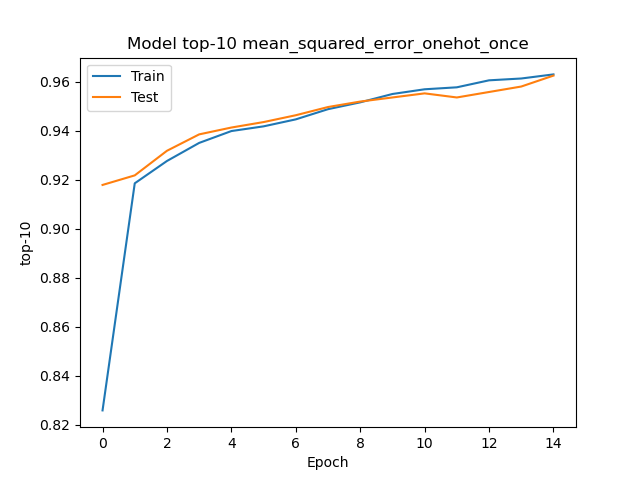 Model top-10 mean_squared_error_onehot_once
Train
Test
0.96
0.94
0.92
0.90
0.88
0.86
0.84
0.82
top-10
0 2 4 6 8 10 12 14
Epoch